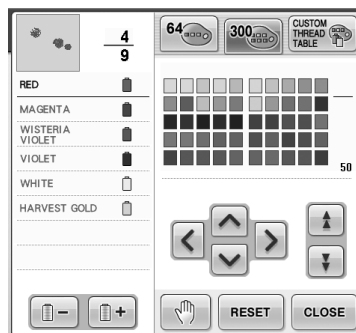 4
9
RED
MAGENTA
WISTERIA
VIOLET
VIOLET
WHITE
HARVEST GOLD
64
300
CUSTOM
THREAD
TABLE
50
RESET
CLOSE